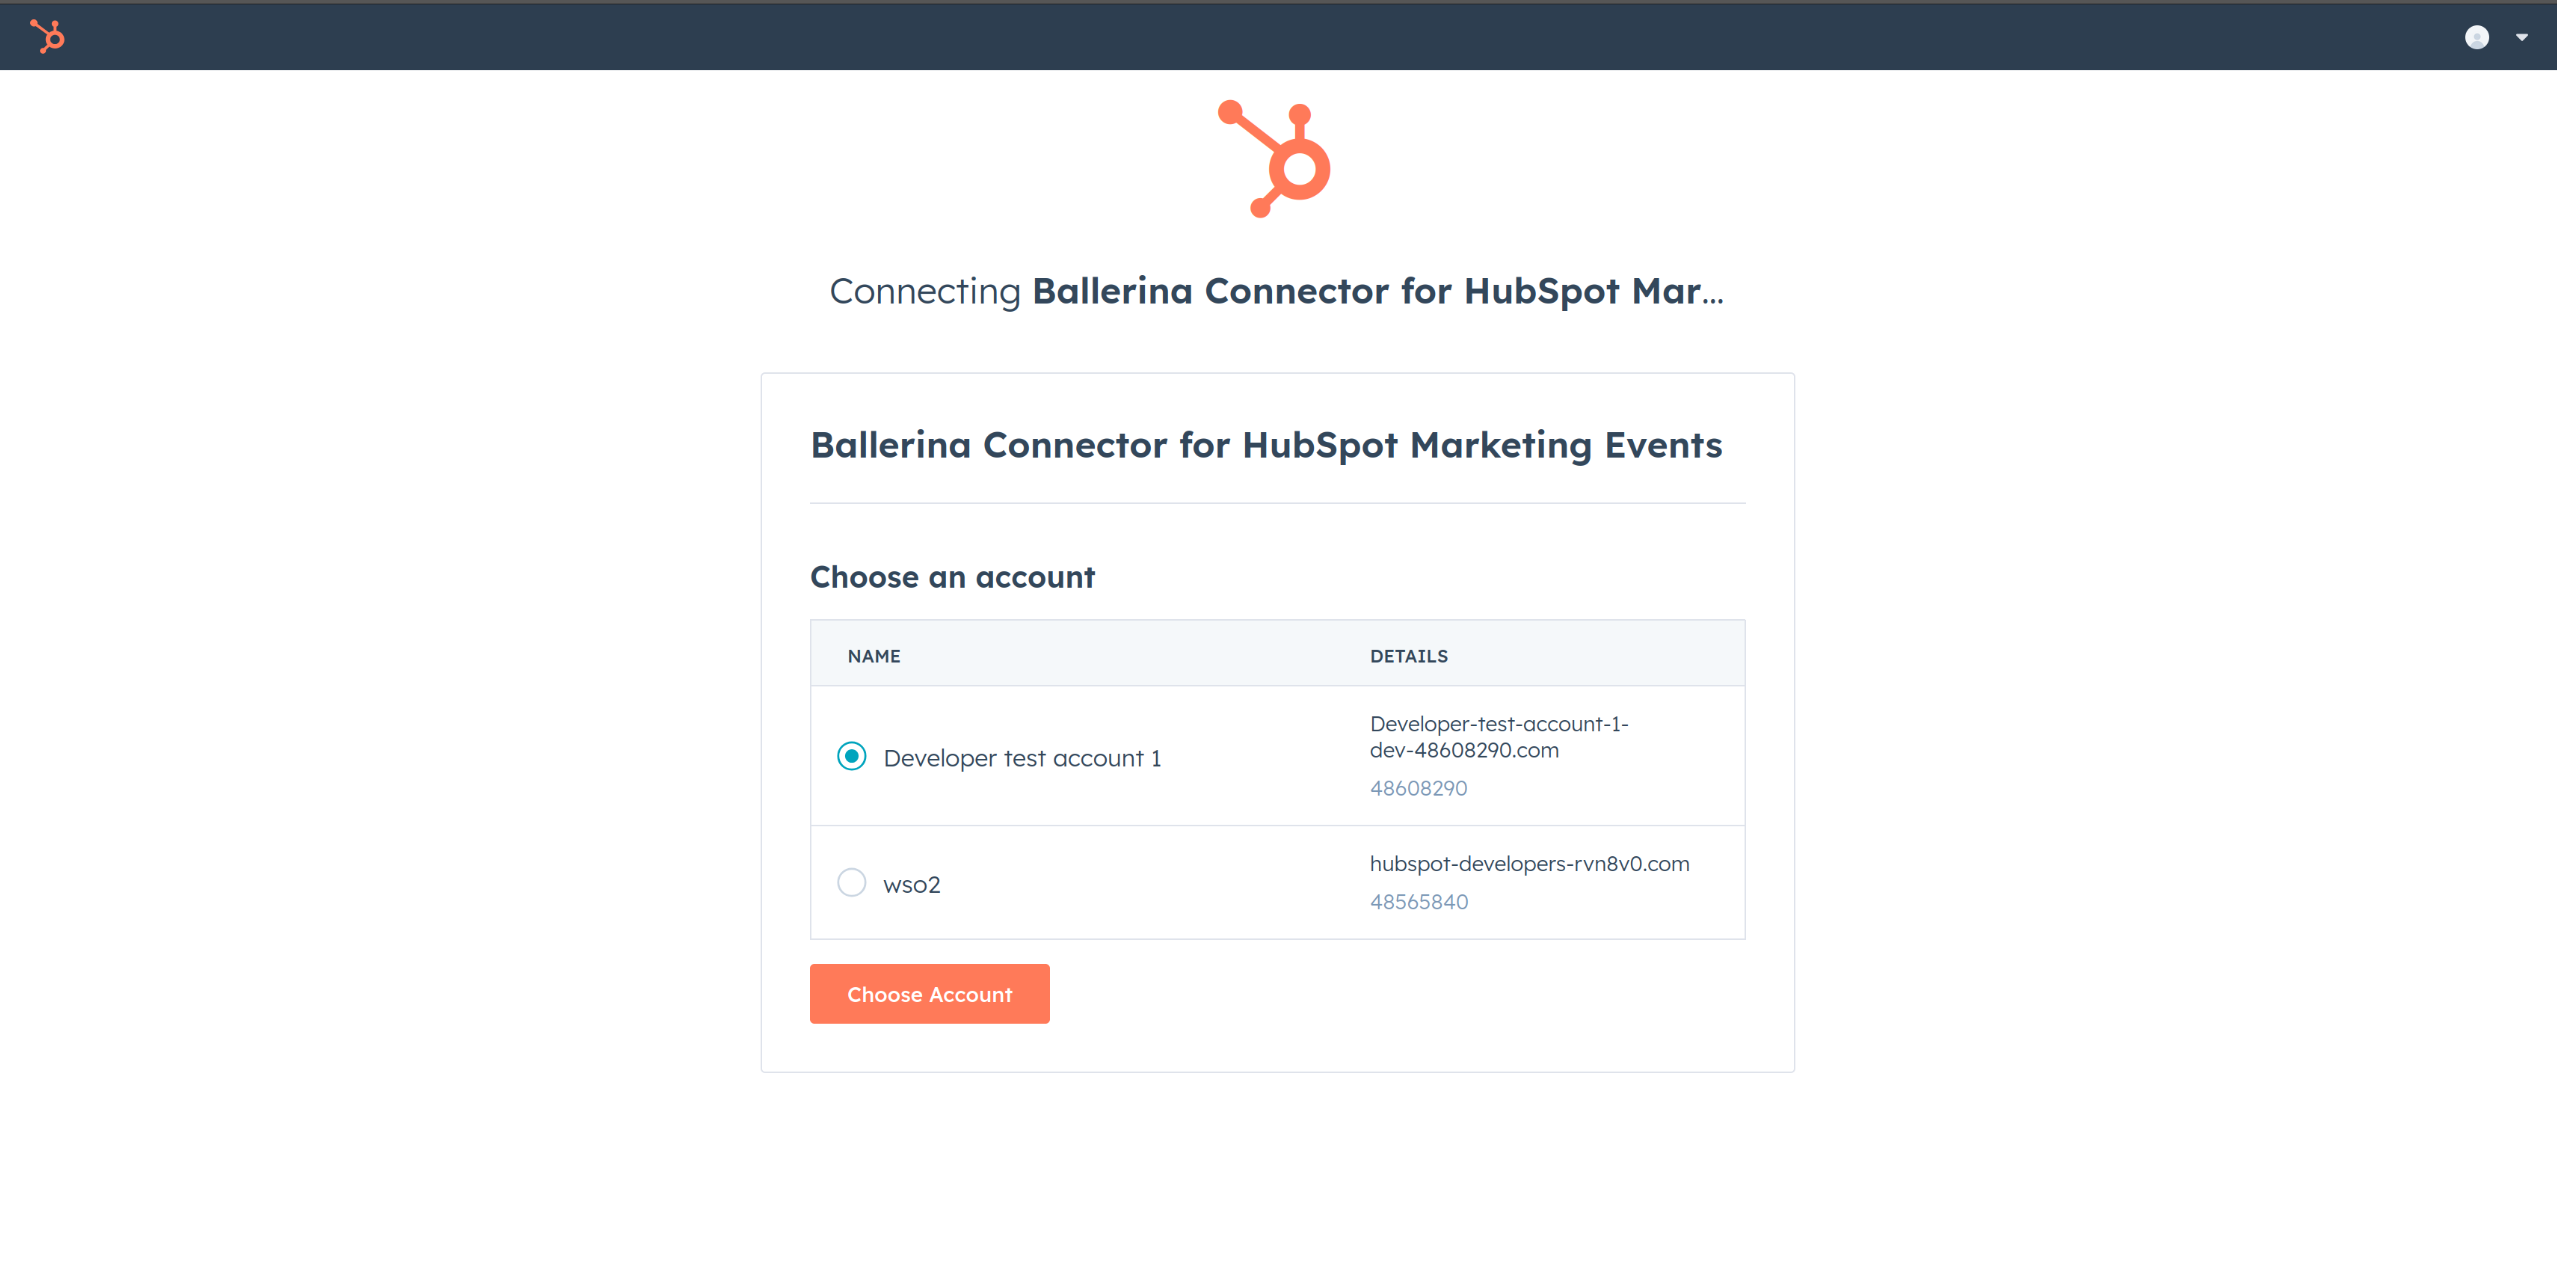 Connecting Ballerina Connector for HubSpot Mar...
Ballerina Connector for HubSpot Marketing Events
Choose an account
NAME DETAILS
Developer test account 1
Developer-test-account-1-
dev-48608290.com
48608290
wso2
hubspot-developers-rvn8v0.com
48565840
Choose Account